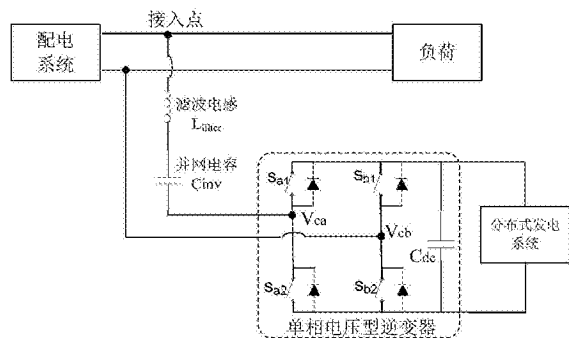 接入点
配电
系统
负荷
滤波电感
Lfilter
并网电容
Cinv
Sa1
Sb1
Vca
Vcb
Cdc
分布式发电
系统
Sa2
Sb2
单相电压型逆变器